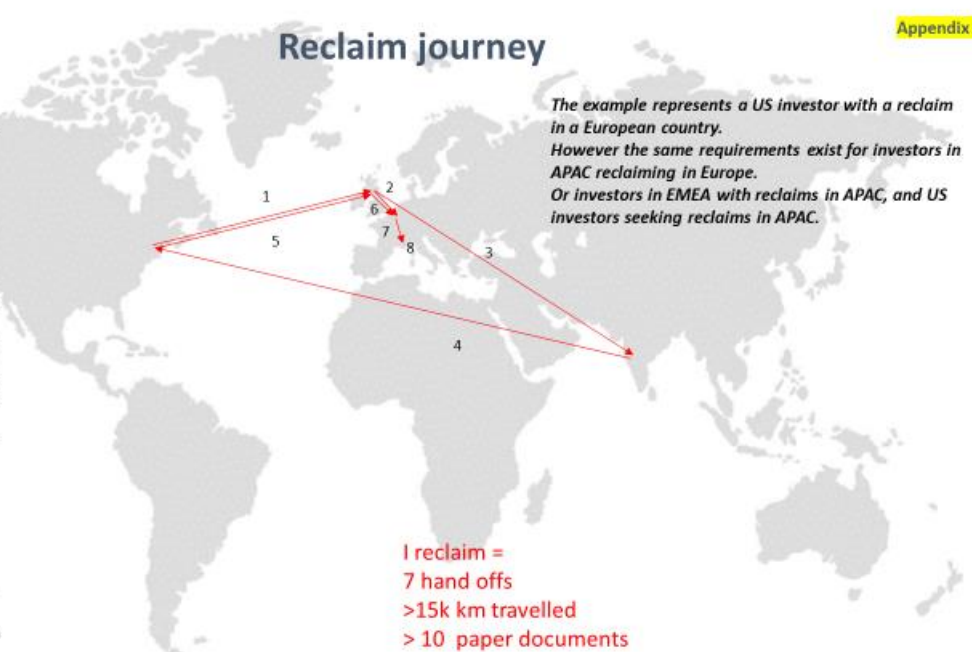 Appendix
Reclaim journey
The example represents a US investor with a reclaim
in a European country.
However the same requirements exist for investors in
APAC reclaiming in Europe.
Or investors in EMEA with reclaims in APAC, and US
investors seeking reclaims in APAC.
1
2
6
7
5
8
3
4
I reclaim =
7 hand offs
>15k km travelled
> 10 paper documents